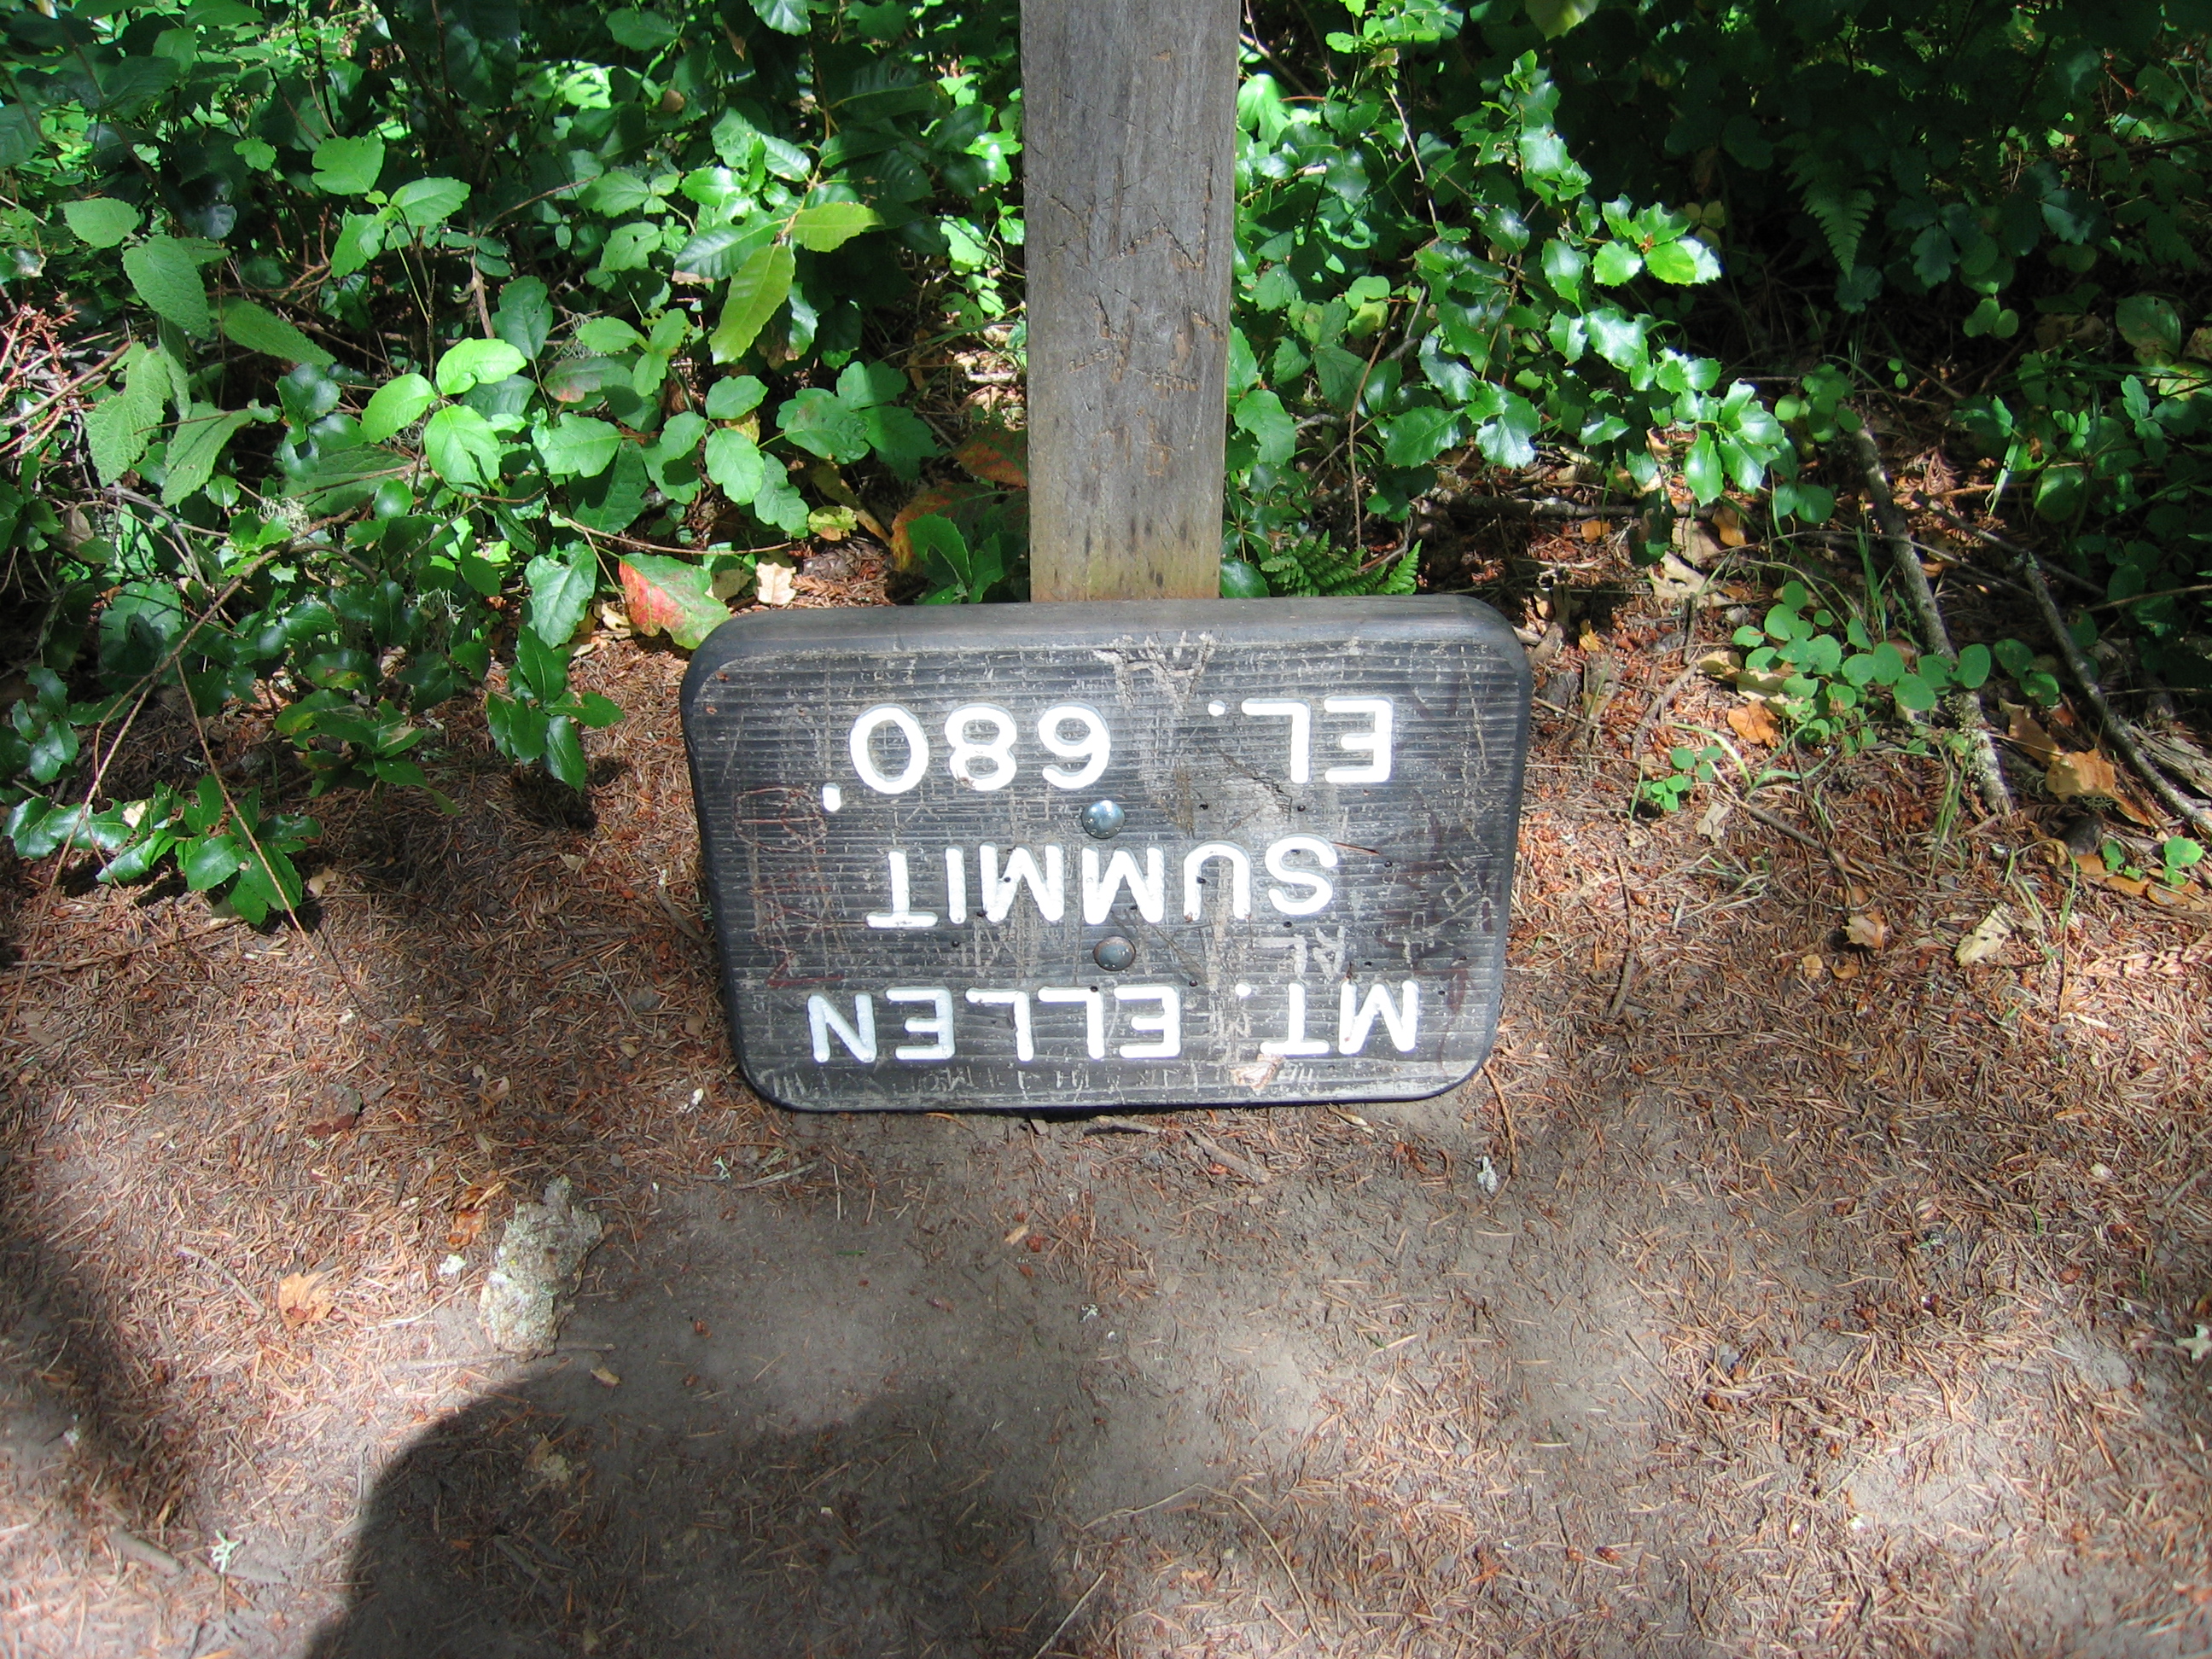 MT. ELLEN
SUMMIT
EL. 680'